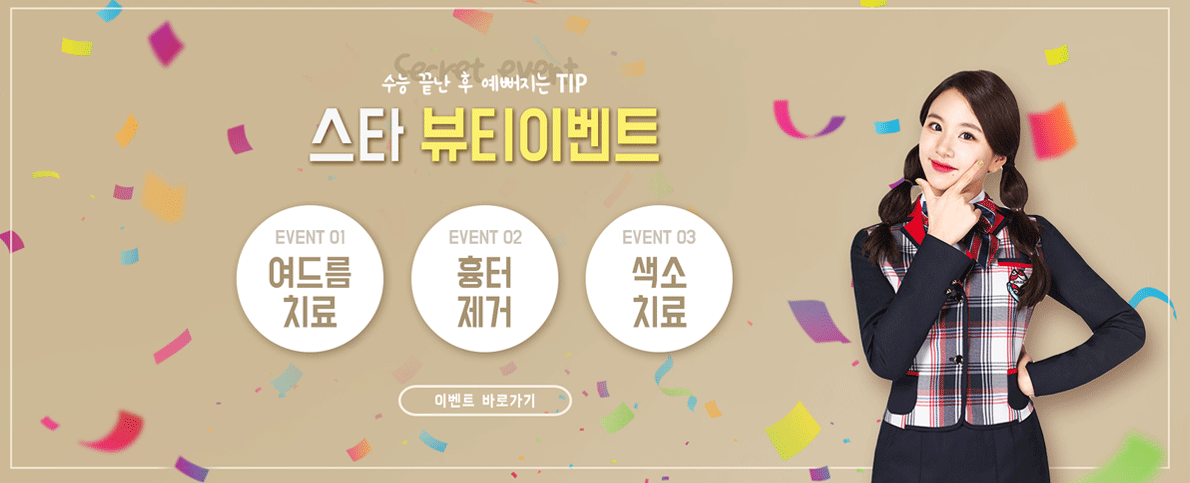 Secret event
수능 끝난 후 예뻐지는 TIP
스타 뷰티이벤트
EVENT 01
여드름
치료
EVENT 02
흉터
제거
EVENT 03
색소
치료
이벤트 바로가기